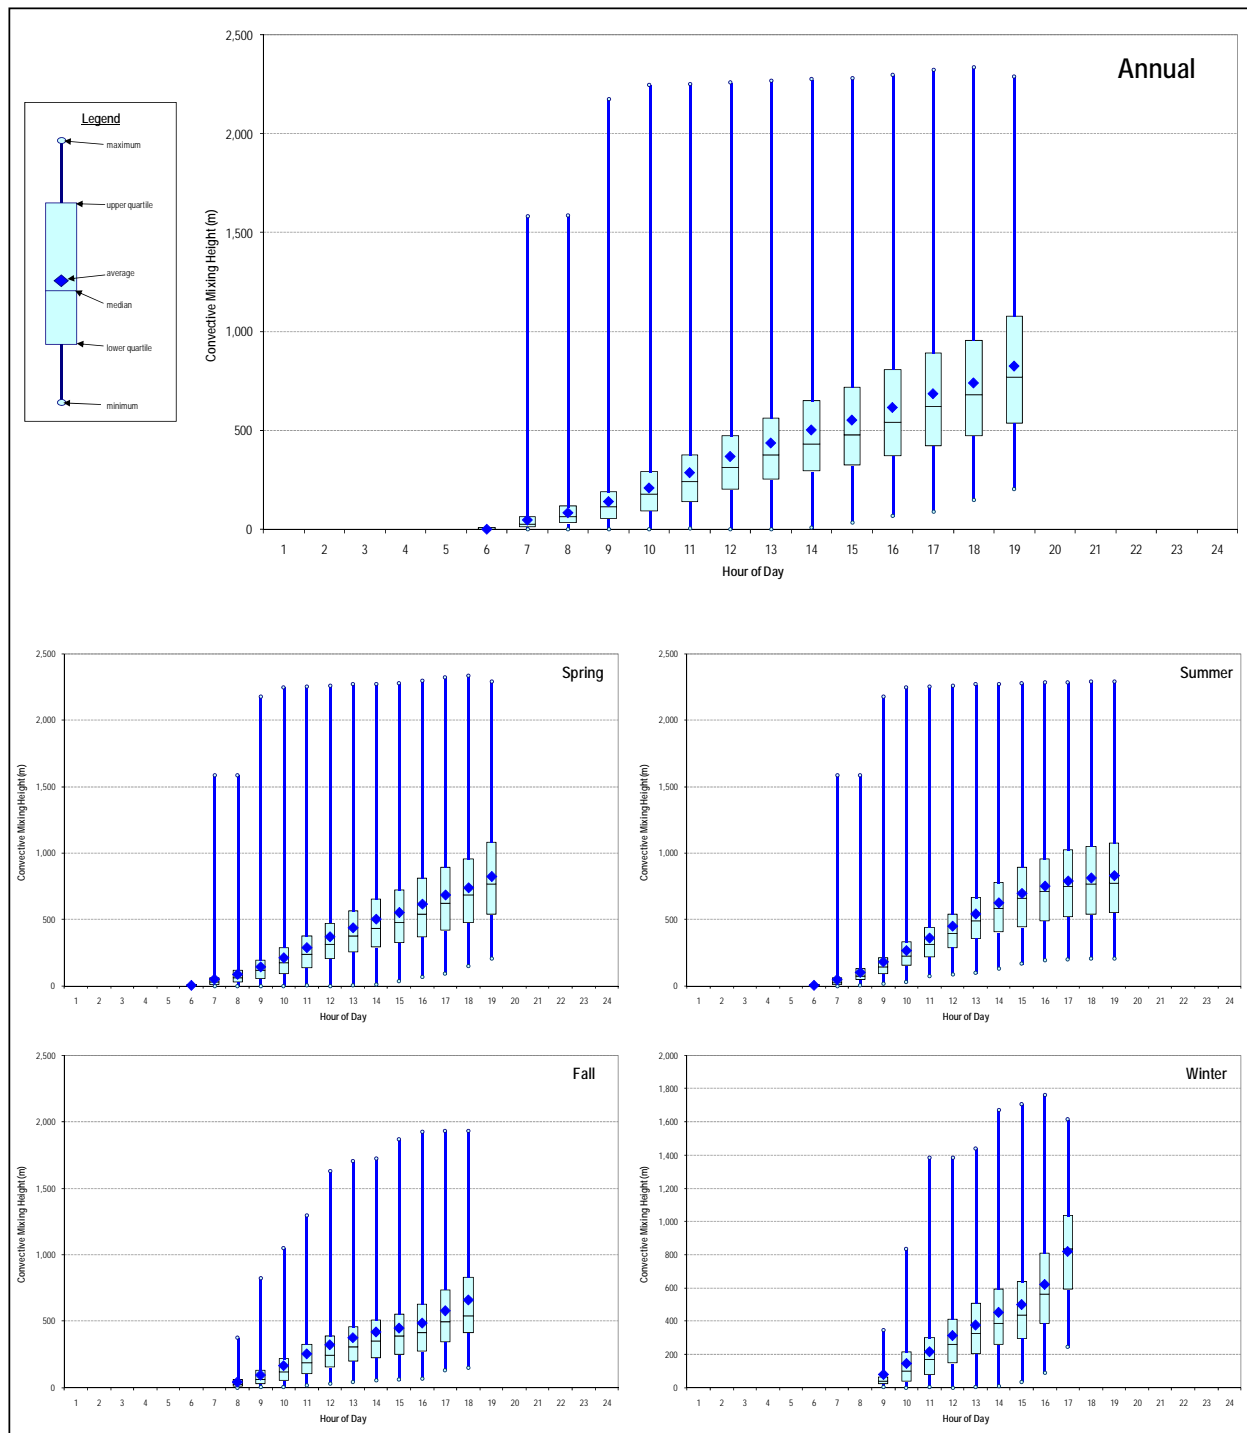 Annual
2,500
2,000
1,500
1,000
500
0
Convective Mixing Height (m)
1 2 3 4 5 6 7 8 9 10 11 12 13 14 15 16 17 18 19 20 21 22 23 24
Hour of Day
Legend
maximum
upper quartile
average
median
lower quartile
minimum
Spring
2,500
2,000
1,500
1,000
500
0
Convective Mixing Height (m)
1 2 3 4 5 6 7 8 9 10 11 12 13 14 15 16 17 18 19 20 21 22 23 24
Hour of Day
Summer
2,500
2,000
1,500
1,000
500
0
Convective Mixing Height (m)
1 2 3 4 5 6 7 8 9 10 11 12 13 14 15 16 17 18 19 20 21 22 23 24
Hour of Day
Fall
2,500
2,000
1,500
1,000
500
0
Convective Mixing Height (m)
1 2 3 4 5 6 7 8 9 10 11 12 13 14 15 16 17 18 19 20 21 22 23 24
Hour of Day
Winter
2,000
1,800
1,600
1,400
1,200
1,000
800
600
400
200
0
Convective Mixing Height (m)
1 2 3 4 5 6 7 8 9 10 11 12 13 14 15 16 17 18 19 20 21 22 23 24
Hour of Day